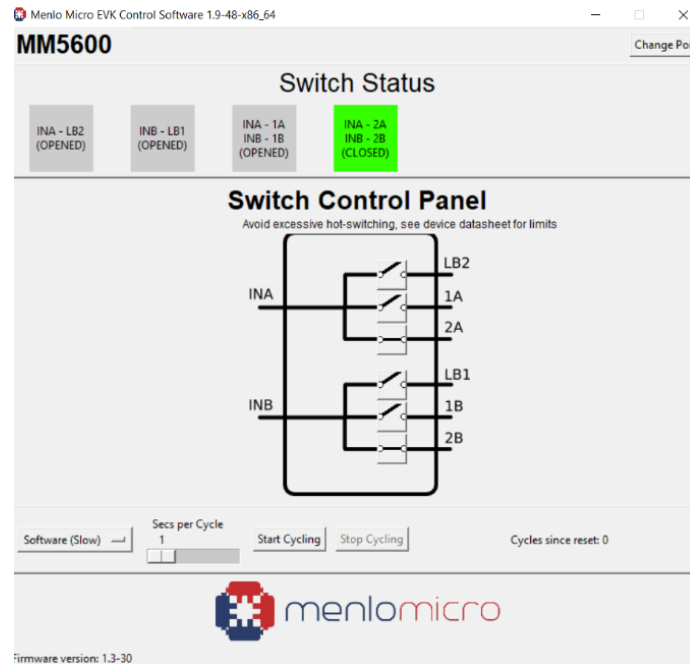 Menlo Micro EVK Control Software 1.9-48-x86_64
MM5600
Change Po
Switch Status
INA - LB2
(OPENED)
INB - LB1
(OPENED)
INA - 1A
INB - 1B
(OPENED)
INA - 2A
INB - 2B
(CLOSED)
Switch Control Panel
Avoid excessive hot-switching, see device datasheet for limits
LB2
INA
1A
2A
LB1
INB
1B
2B
Software (Slow)
Secs per Cycle
1
Start Cycling
Stop Cycling
Cycles since reset: 0
menlomicro
Firmware version: 1.3-30